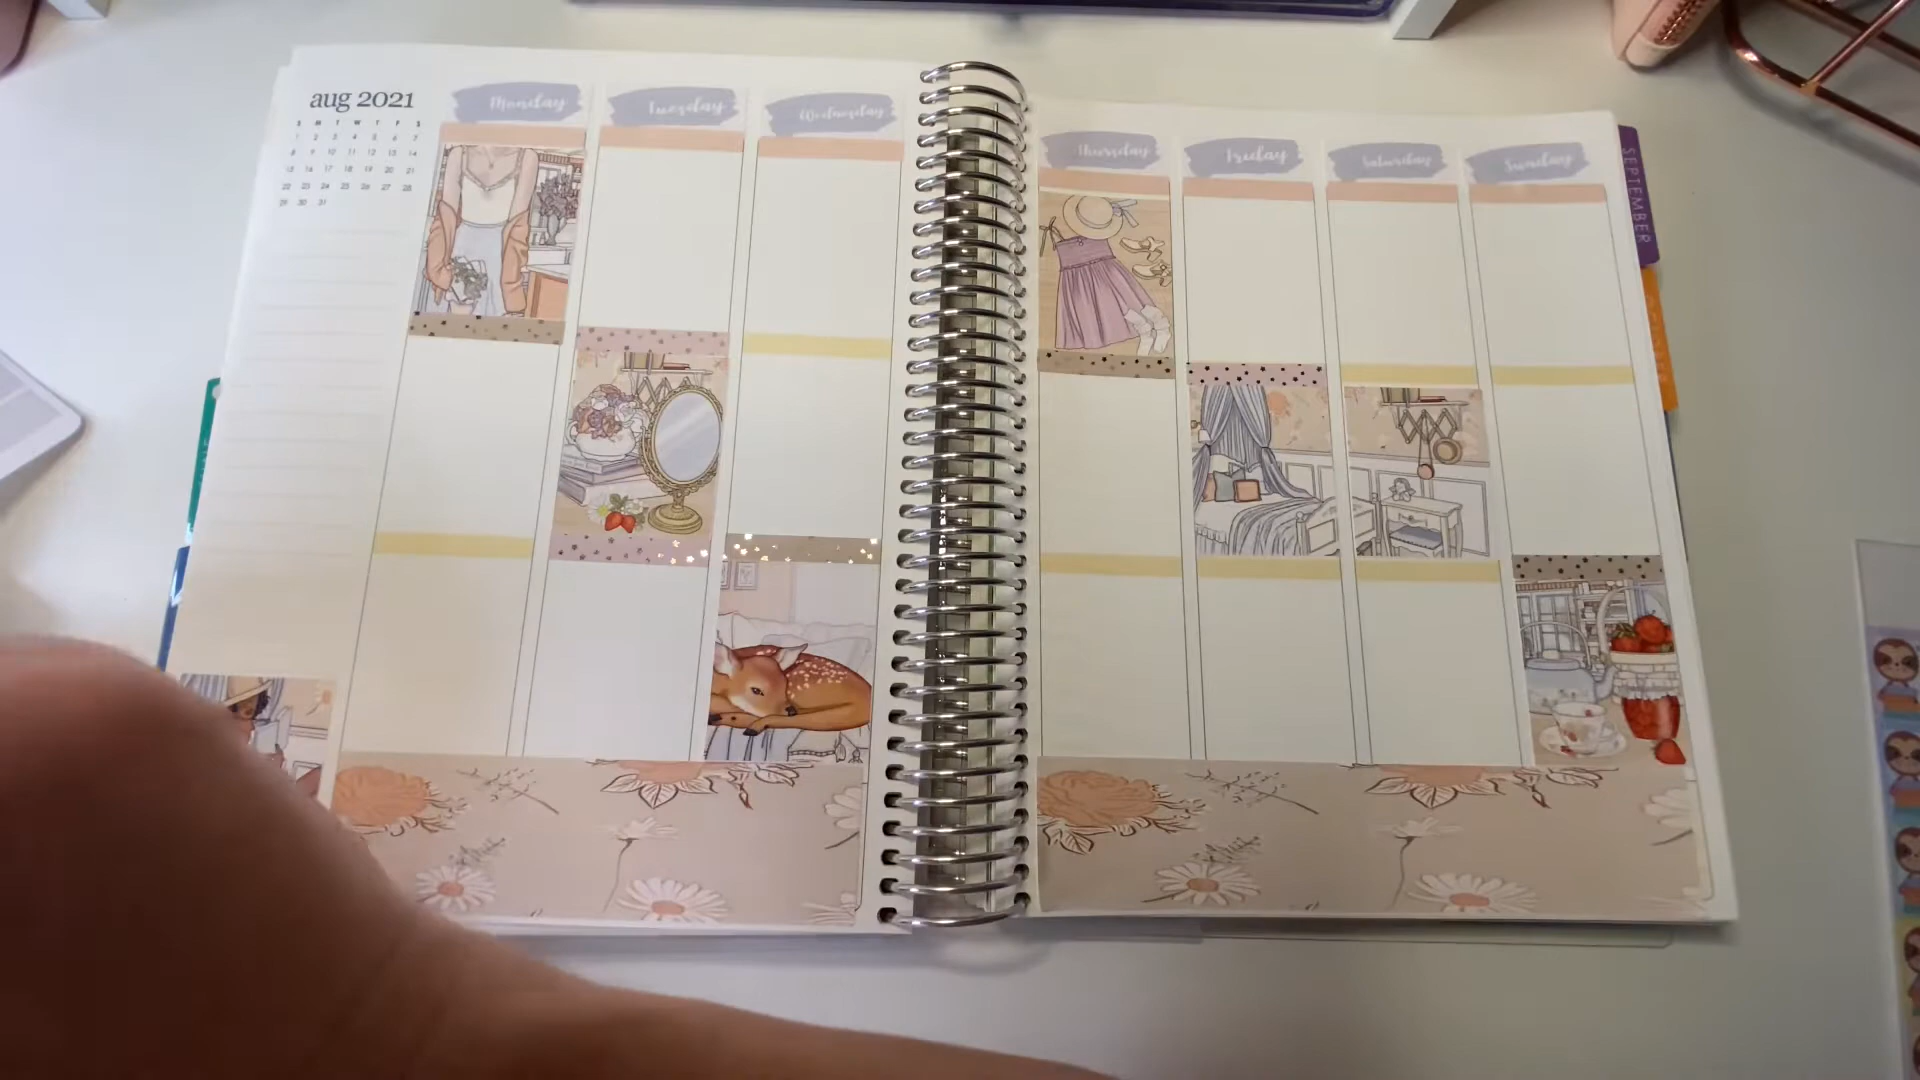 aug 2021
Monday
Tuesday
Wednesday
Thursday
Friday
Saturday
Sunday
S M T W T F S
1 2 3 4 5 6 7
8 9 10 11 12 13 14
15 16 17 18 19 20 21
22 23 24 25 26 27 28
29 30 31
SEPTEMBER